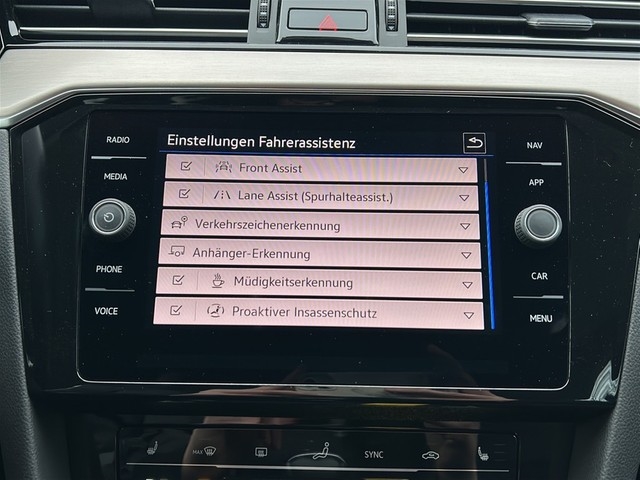 RADIO
MEDIA
PHONE
VOICE
Einstellungen Fahrerassistenz
Front Assist
Lane Assist (Spurhalteassist.)
Verkehrszeichenerkennung
Anhänger-Erkennung
Müdigkeitserkennung
Proaktiver Insassenschutz
NAV
APP
CAR
MENU
MAX
SYNC